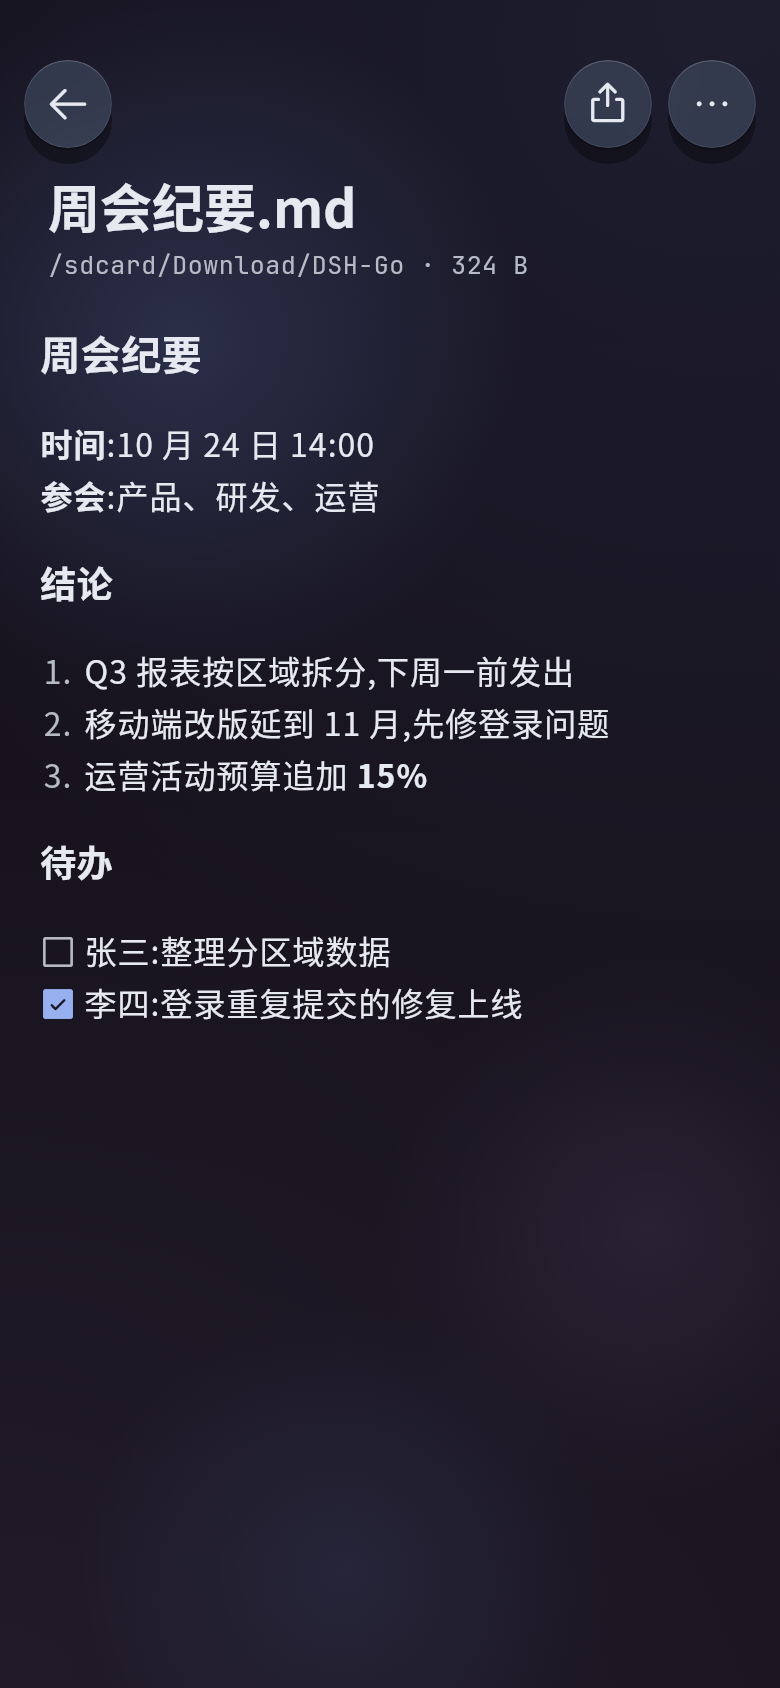 周会纪要.md
/sdcard/Download/DSH-Go · 324 B
周会纪要
时间:10 月 24 日 14:00
参会:产品、研发、运营
结论
1. Q3 报表按区域拆分,下周一前发出
2. 移动端改版延到 11 月,先修登录问题
3. 运营活动预算追加 15%
待办
张三:整理分区域数据
李四:登录重复提交的修复上线